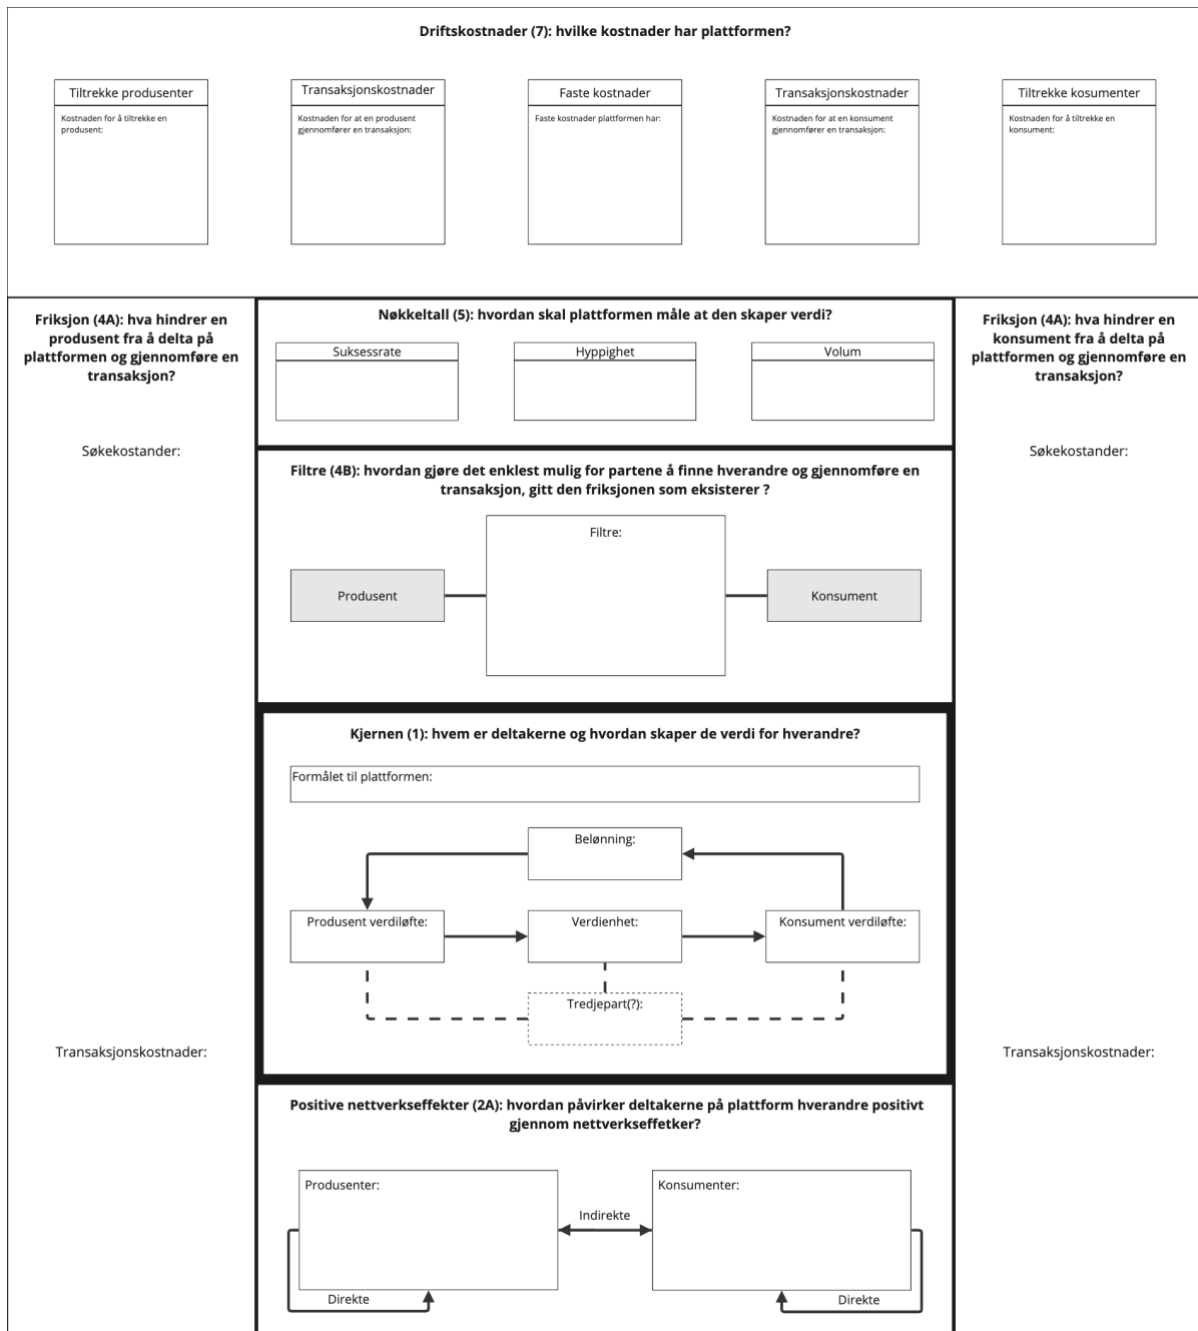 Driftskostnader (7): hvilke kostnader har plattformen?
Tiltrekke produsenter
Kostnaden for å tiltrekke en
produsent:
Transaksjonskostnader
Kostnaden for at en produsent
gjennomfører en transaksjon:
Faste kostnader
Faste kostnader plattformen har:
Transaksjonskostnader
Kostnaden for at en konsument
gjennomfører en transaksjon:
Tiltrekke kosumenter
Kostnaden for å tiltrekke en
konsument:
Friksjon (4A): hva hindrer en
produsent fra å delta på
plattformen og gjennomføre en
transaksjon?
Søkekostander:
Transaksjonskostnader:
Nøkkeltall (5): hvordan skal plattformen måle at den skaper verdi?
Suksessrate
Hyppighet
Volum
Filtre (4B): hvordan gjøre det enklest mulig for partene å finne hverandre og gjennomføre en
transaksjon, gitt den friksjonen som eksisterer ?
Filtre:
Produsent
Konsument
Kjernen (1): hvem er deltakerne og hvordan skaper de verdi for hverandre?
Formålet til plattformen:
Belønning:
Produsent verdiløfte:
Verdienhet:
Konsument verdiløfte:
Tredjepart(?):
Positive nettverkseffekter (2A): hvordan påvirker deltakerne på plattform hverandre positivt
gjennom nettverkseffetker?
Produsenter:
Konsumenter:
Indirekte
Direkte
Direkte
Friksjon (4A): hva hindrer en
konsument fra å delta på
plattformen og gjennomføre en
transaksjon?
Søkekostander:
Transaksjonskostnader: